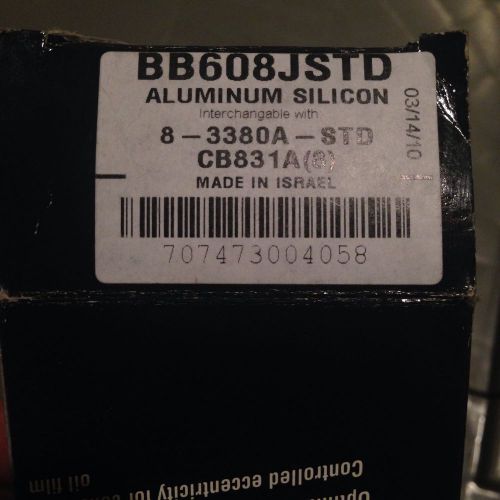 BB608JSTD
ALUMINUM SILICON
Interchangable with
8-3380A-STD
CB831A(8)
MADE IN ISRAEL
707473004058
03/14/10
Controlled eccentricity for
oil film